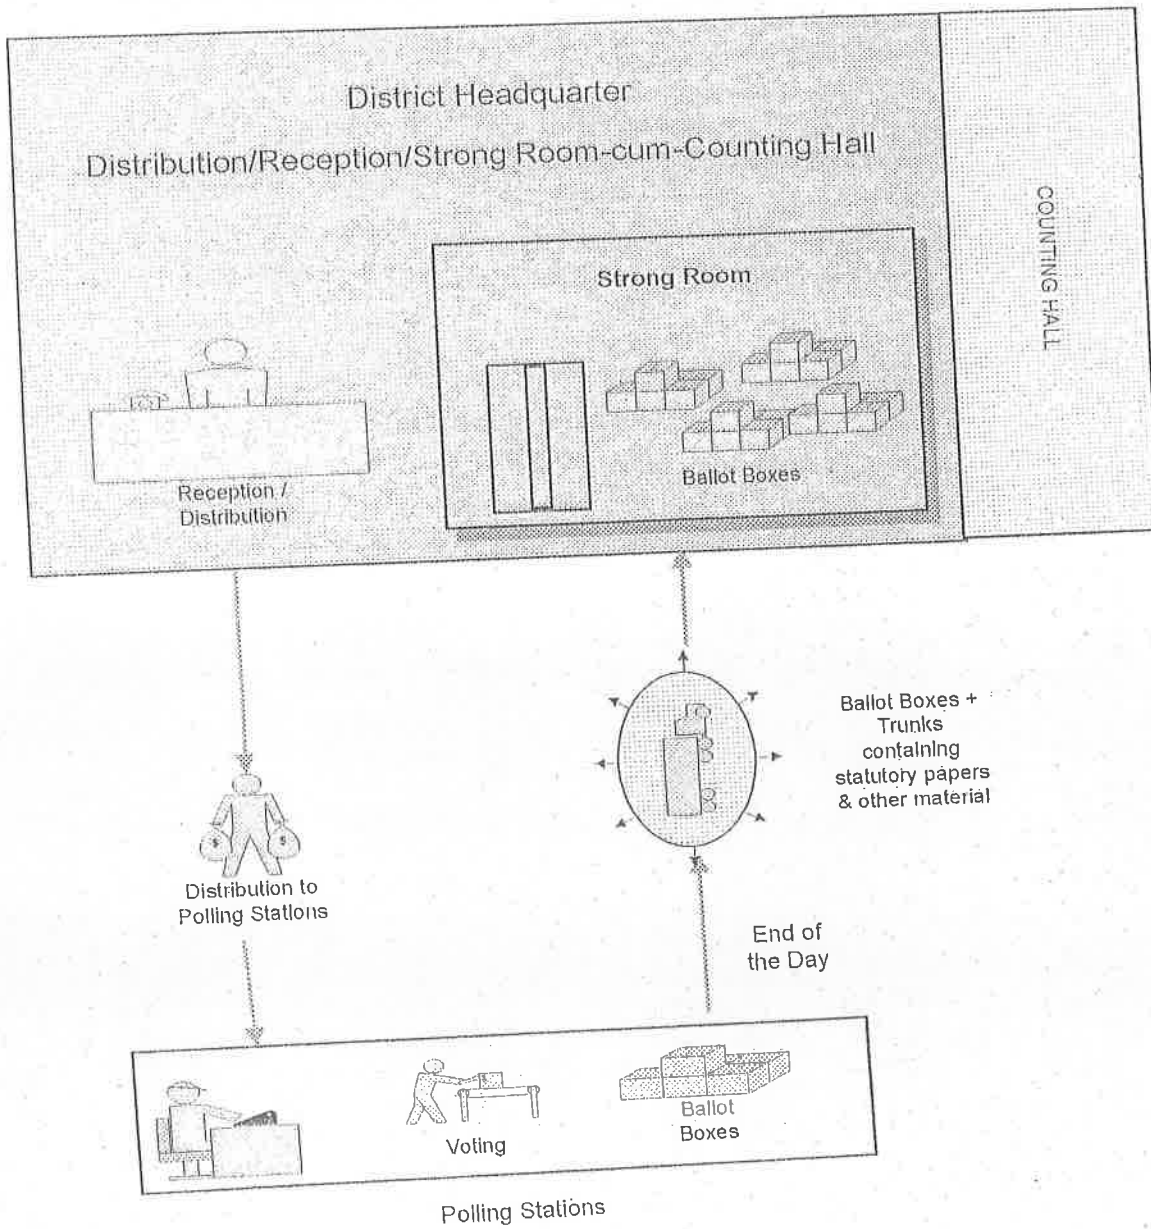 District Headquarter
Distribution/Reception/Strong Room-cum-Counting Hall
COUNTING HALL
Strong Room
Ballot Boxes
Reception /
Distribution
Ballot Boxes +
Trunks
containing
statutory papers
& other material
$
$
Distribution to
Polling Stations
End of
the Day
Voting
Ballot
Boxes
Polling Stations